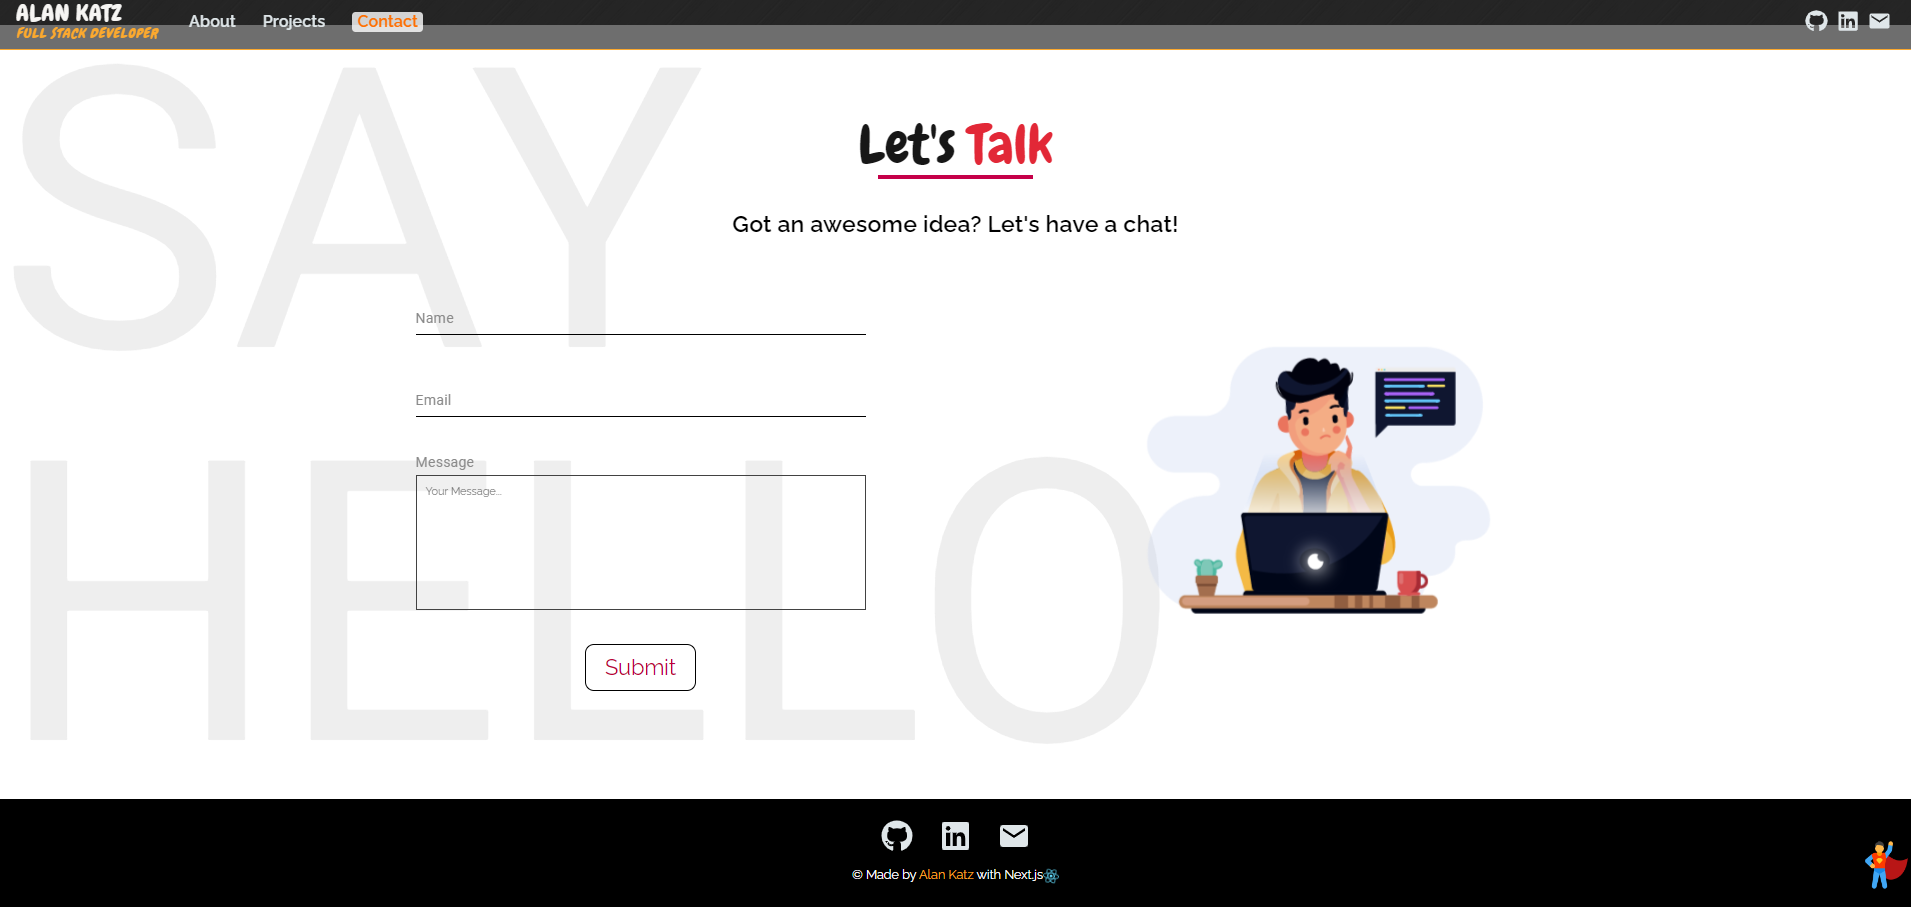 ALAN KATZ
FULL STACK DEVELOPER
About Projects Contact
SAY
HELLO
Let's Talk
Got an awesome idea? Let's have a chat!
Name
Email
Message
Your Message...
Submit
© Made by Alan Katz with Next.js